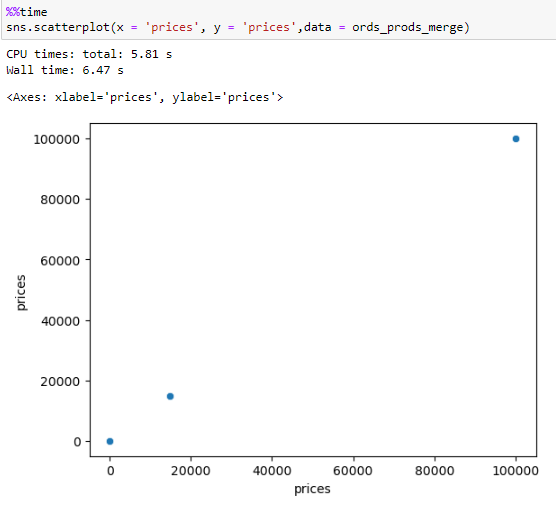 %%time
sns.scatterplot(x = 'prices', y = 'prices',data = ords_prods_merge)
CPU times: total: 5.81 s
Wall time: 6.47 s
<Axes: xlabel='prices', ylabel='prices'>
100000
80000
60000
40000
20000
0
prices
0 20000 40000 60000 80000 100000
prices